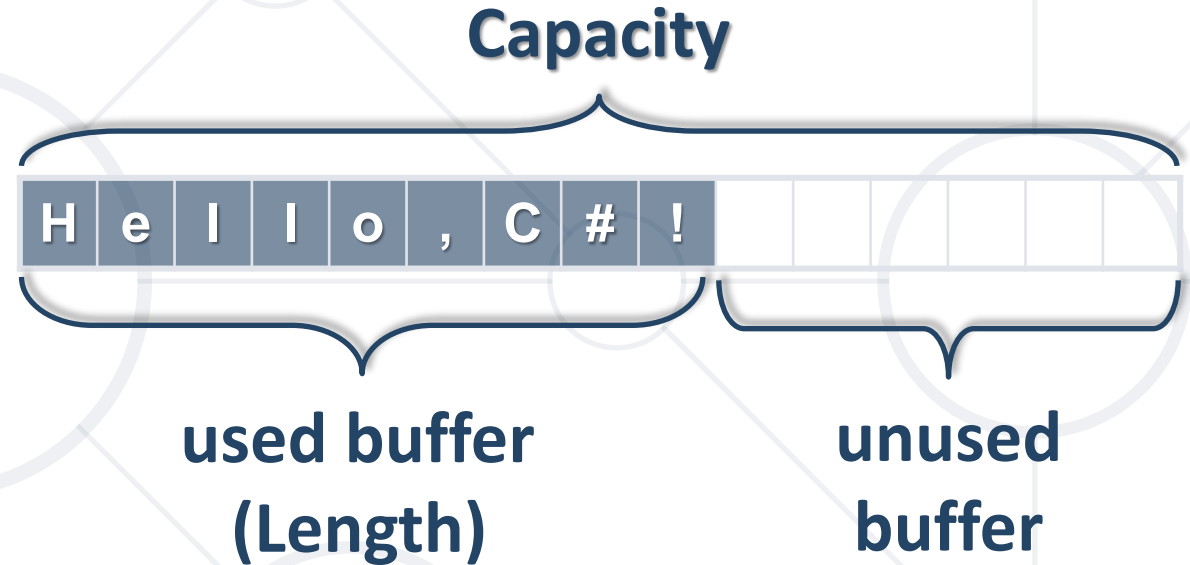 Capacity
H e l l o , C # !
used buffer
(Length)
unused
buffer